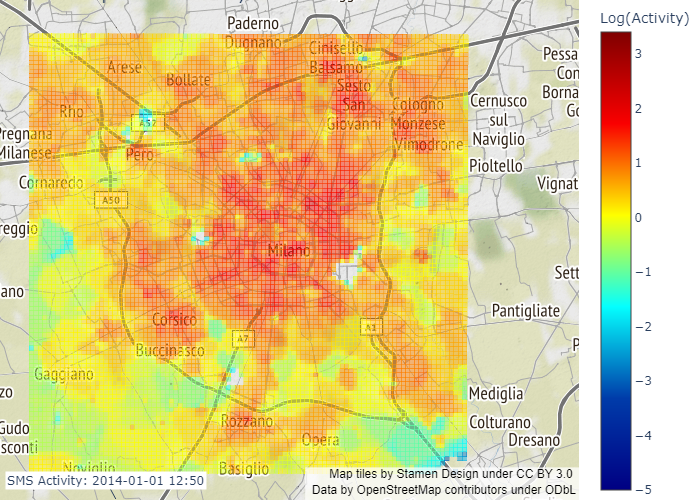 Paderno
Dugnano
Cinisello
Balsamo
Arese
Bollate
Sesto
San
Giovanni
Cologno
Monzese
Vimodrone
Rho
A52
Pero
Pregnana
Milanese
Cornaredo
A50
reggio
Milano
ano
Corsico
A7
A1
Buccinasco
Gaggiano
zo
Gudo
sconti
Rozzano
Opera
Noviglio
Basiglio
Pessa
Con
Borna
Go
Cernusco
sul
Naviglio
Pioltello
Vignat
Sett
Pantigliate
P
Mediglia
Colturano
Dresano
SMS Activity: 2014-01-01 12:50
Map tiles by Stamen Design under CC BY 3.0
Data by OpenStreetMap contributors under ODbL
Log(Activity)
3
2
1
0
−1
−2
−3
−4
−5